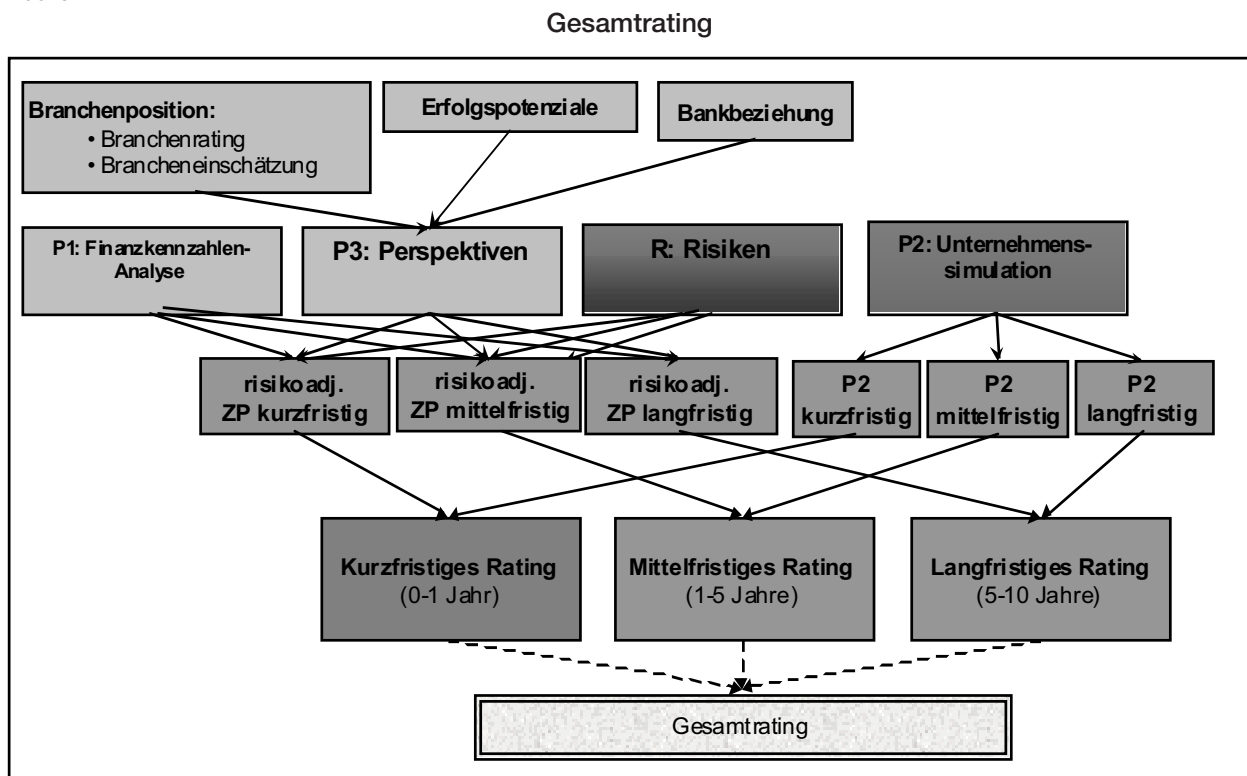 Gesamtrating
Branchenposition:
• Branchenrating
• Brancheneinschätzung
Erfolgspotenziale
Bankbeziehung
P1: Finanzkennzahlen-
Analyse
P3: Perspektiven
R: Risiken
P2: Unternehmens-
simulation
risikoadj.
ZP kurzfristig
risikoadj.
ZP mittelfristig
risikoadj.
ZP langfristig
P2
kurzfristig
P2
mittelfristig
P2
langfristig
Kurzfristiges Rating
(0-1 Jahr)
Mittelfristiges Rating
(1-5 Jahre)
Langfristiges Rating
(5-10 Jahre)
Gesamtrating